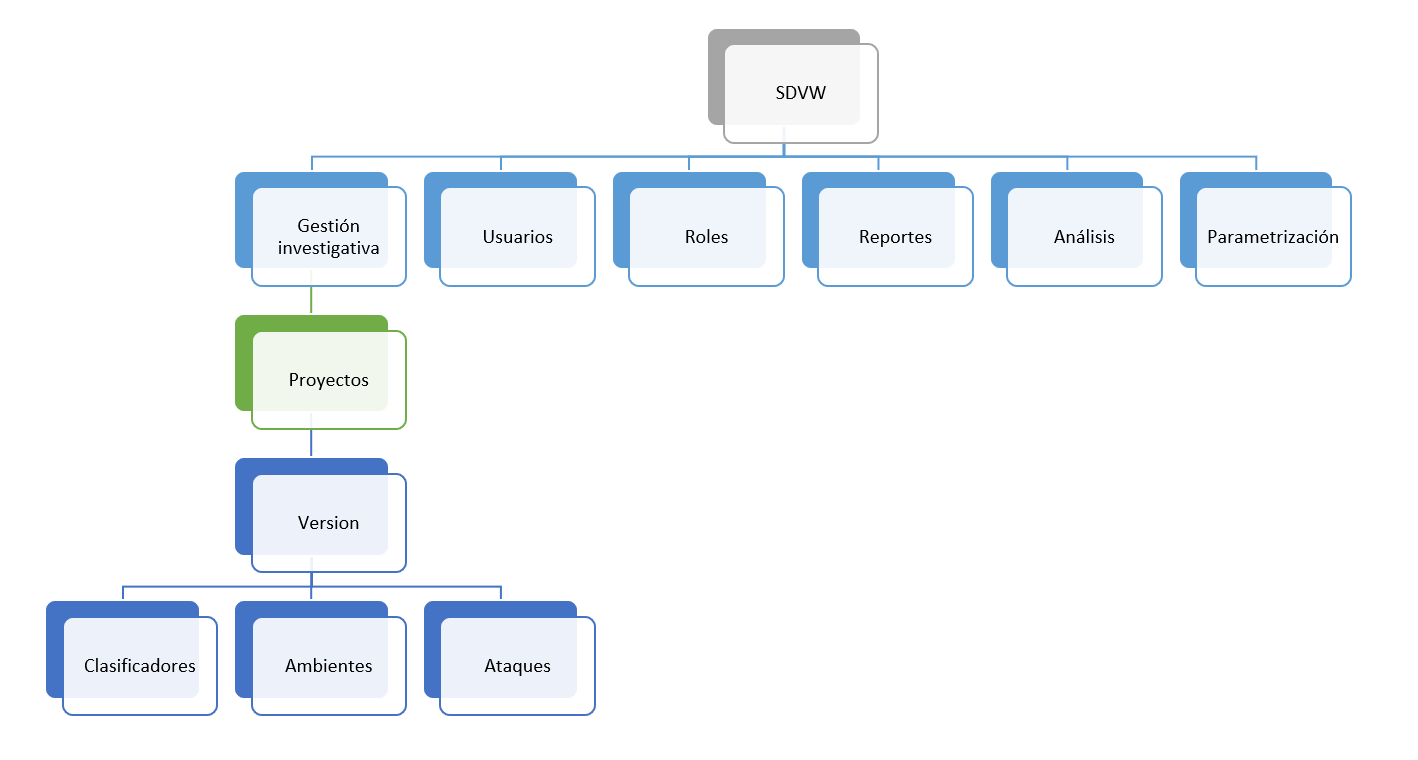 SDVW
Gestión
investigativa
Usuarios
Roles
Reportes
Análisis
Parametrización
Proyectos
Version
Clasificadores
Ambientes
Ataques